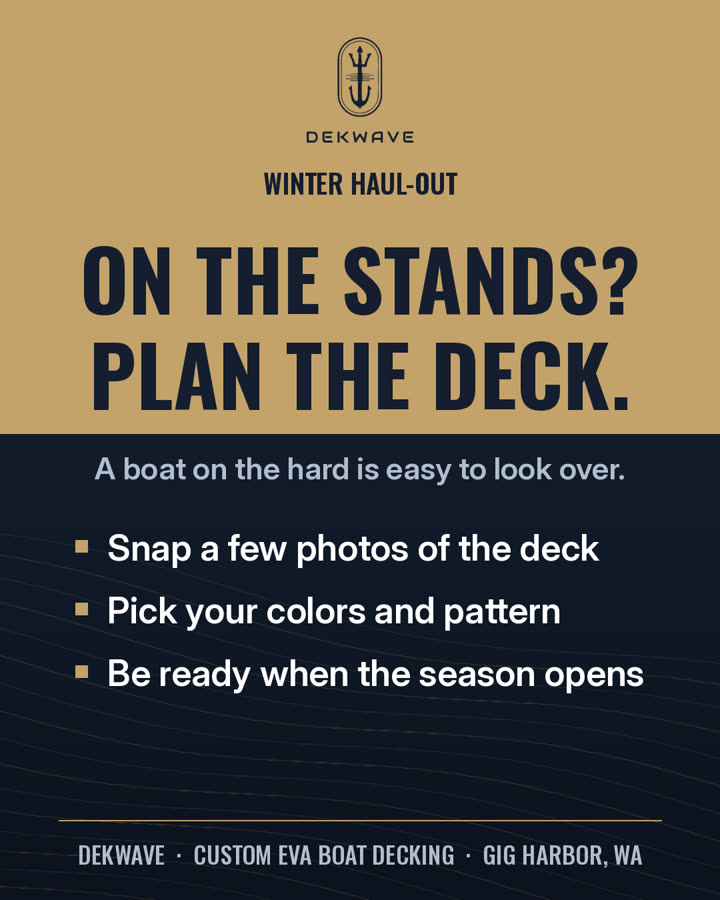 DEKWAVE
WINTER HAUL-OUT
ON THE STANDS?
PLAN THE DECK.
A boat on the hard is easy to look over.
Snap a few photos of the deck
Pick your colors and pattern
Be ready when the season opens
DEKWAVE · CUSTOM EVA BOAT DECKING · GIG HARBOR, WA